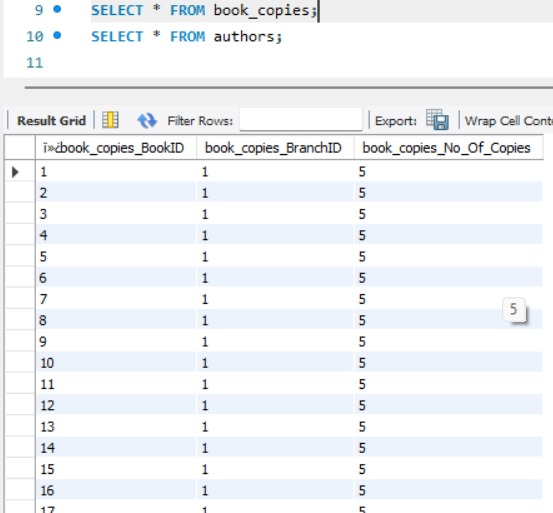 9 SELECT * FROM book_copies;
10 SELECT * FROM authors;
11
Result Grid Filter Rows: Export: Wrap Cell Conte
ï»¿book_copies_BookID book_copies_BranchID book_copies_No_Of_Copies
1 1 5
2 1 5
3 1 5
4 1 5
5 1 5
6 1 5
7 1 5
5
8 1 5
9 1 5
10 1 5
11 1 5
12 1 5
13 1 5
14 1 5
15 1 5
16 1 5
17 1 5